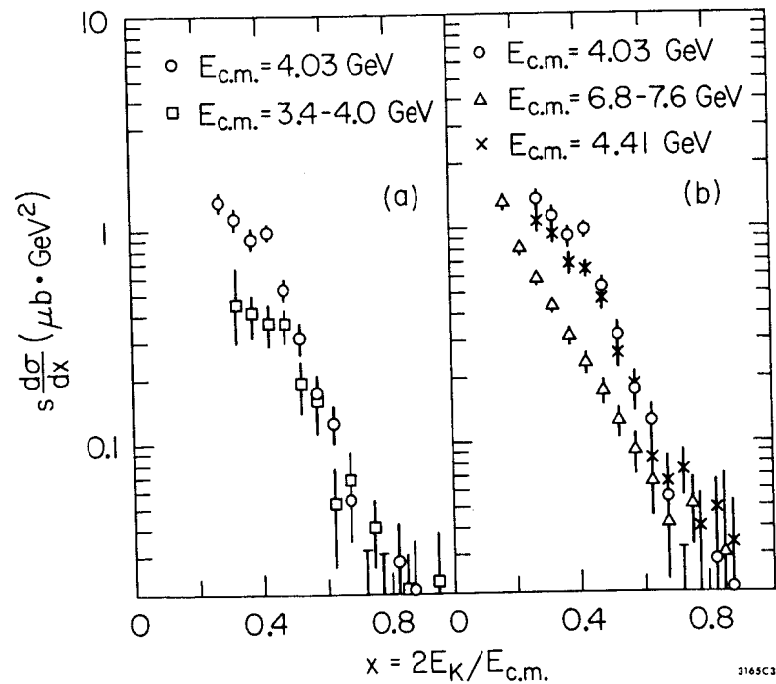 10
1
0.1
s dσ/dx (μb • GeV²)
○ E_c.m. = 4.03 GeV
□ E_c.m. = 3.4–4.0 GeV
(a)
○ E_c.m. = 4.03 GeV
△ E_c.m. = 6.8–7.6 GeV
× E_c.m. = 4.41 GeV
(b)
0 0.4 0.8 0 0.4 0.8
x = 2E_K/E_c.m.
3165C3